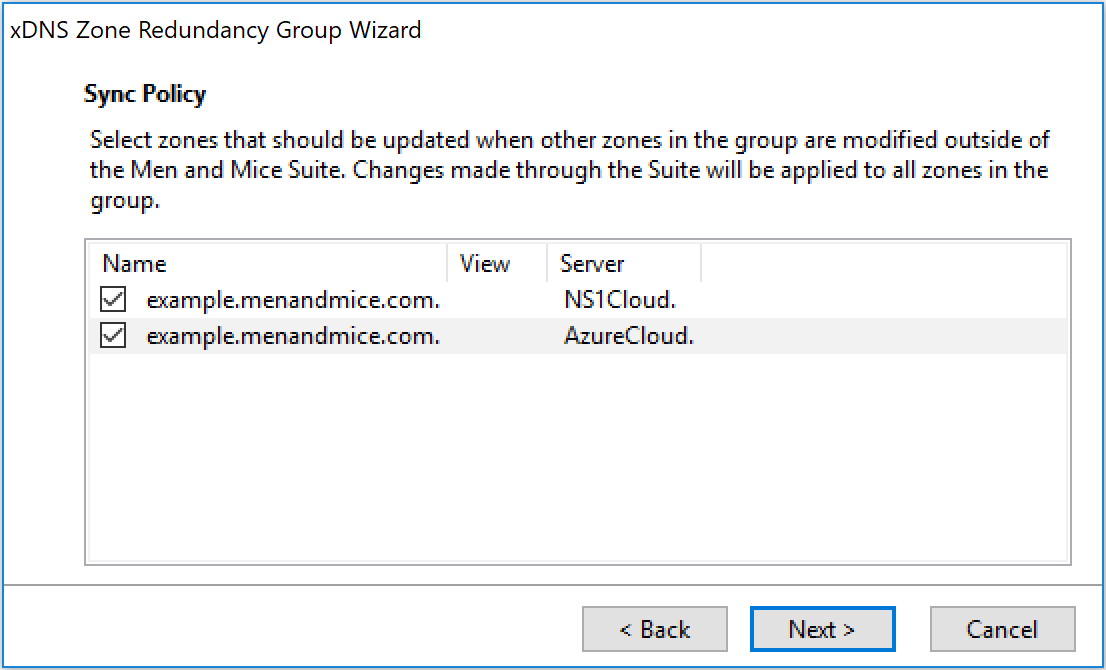 xDNS Zone Redundancy Group Wizard
Sync Policy
Select zones that should be updated when other zones in the group are modified outside of
the Men and Mice Suite. Changes made through the Suite will be applied to all zones in the
group.
Name View Server
example.menandmice.com. NS1Cloud.
example.menandmice.com. AzureCloud.
< Back Next > Cancel